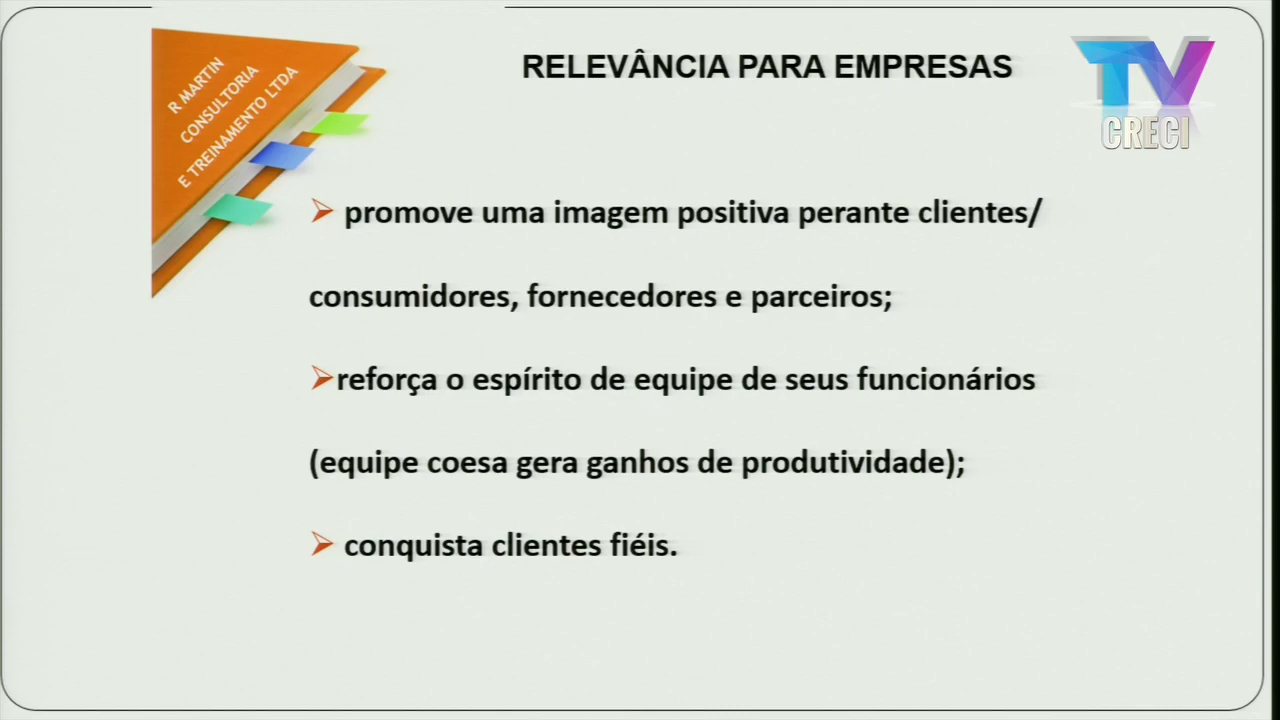 R MARTIN
CONSULTORIA
E TREINAMENTO LTDA
RELEVÂNCIA PARA EMPRESAS
TV
CRECI
➢ promove uma imagem positiva perante clientes/
consumidores, fornecedores e parceiros;
➢reforça o espírito de equipe de seus funcionários
(equipe coesa gera ganhos de produtividade);
➢ conquista clientes fiéis.